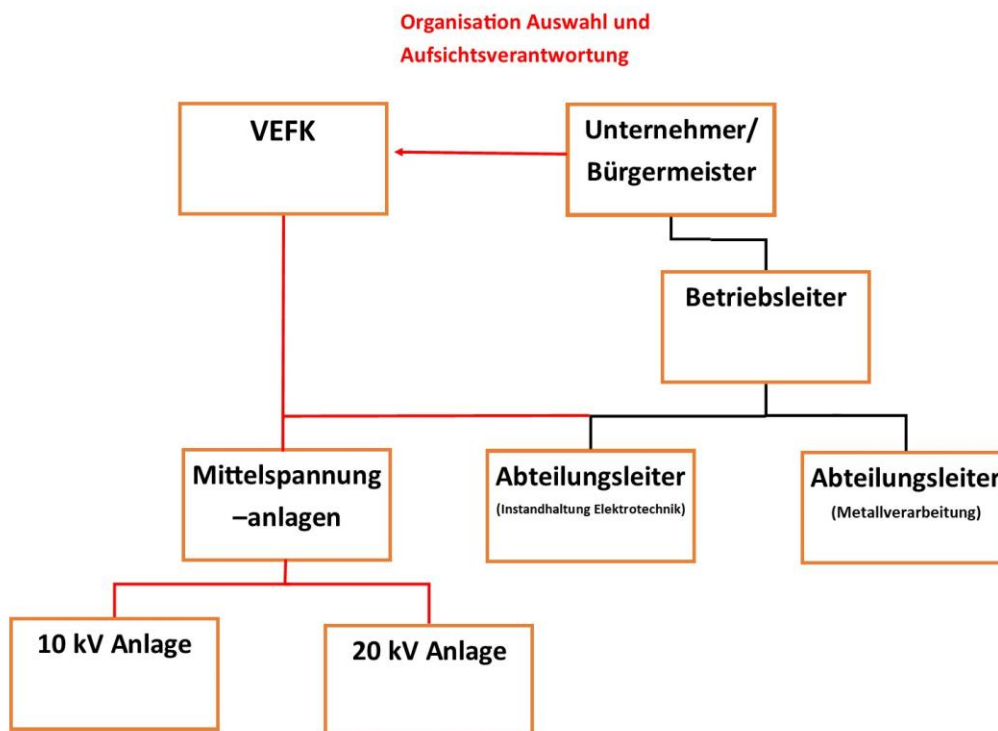 Organisation Auswahl und
Aufsichtsverantwortung
VEFK
Unternehmer/
Bürgermeister
Betriebsleiter
Mittelspannung
–anlagen
Abteilungsleiter
(Instandhaltung Elektrotechnik)
Abteilungsleiter
(Metallverarbeitung)
10 kV Anlage
20 kV Anlage